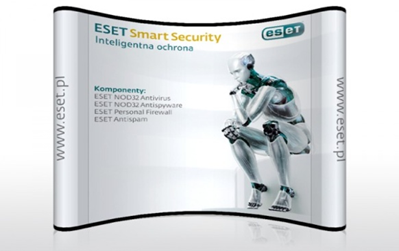 ESET Smart Security
Inteligentna ochrona
eset
Komponenty:
ESET NOD32 Antivirus
ESET NOD32 Antispyware
ESET Personal Firewall
ESET Antispam
www.eset.pl
www.eset.pl